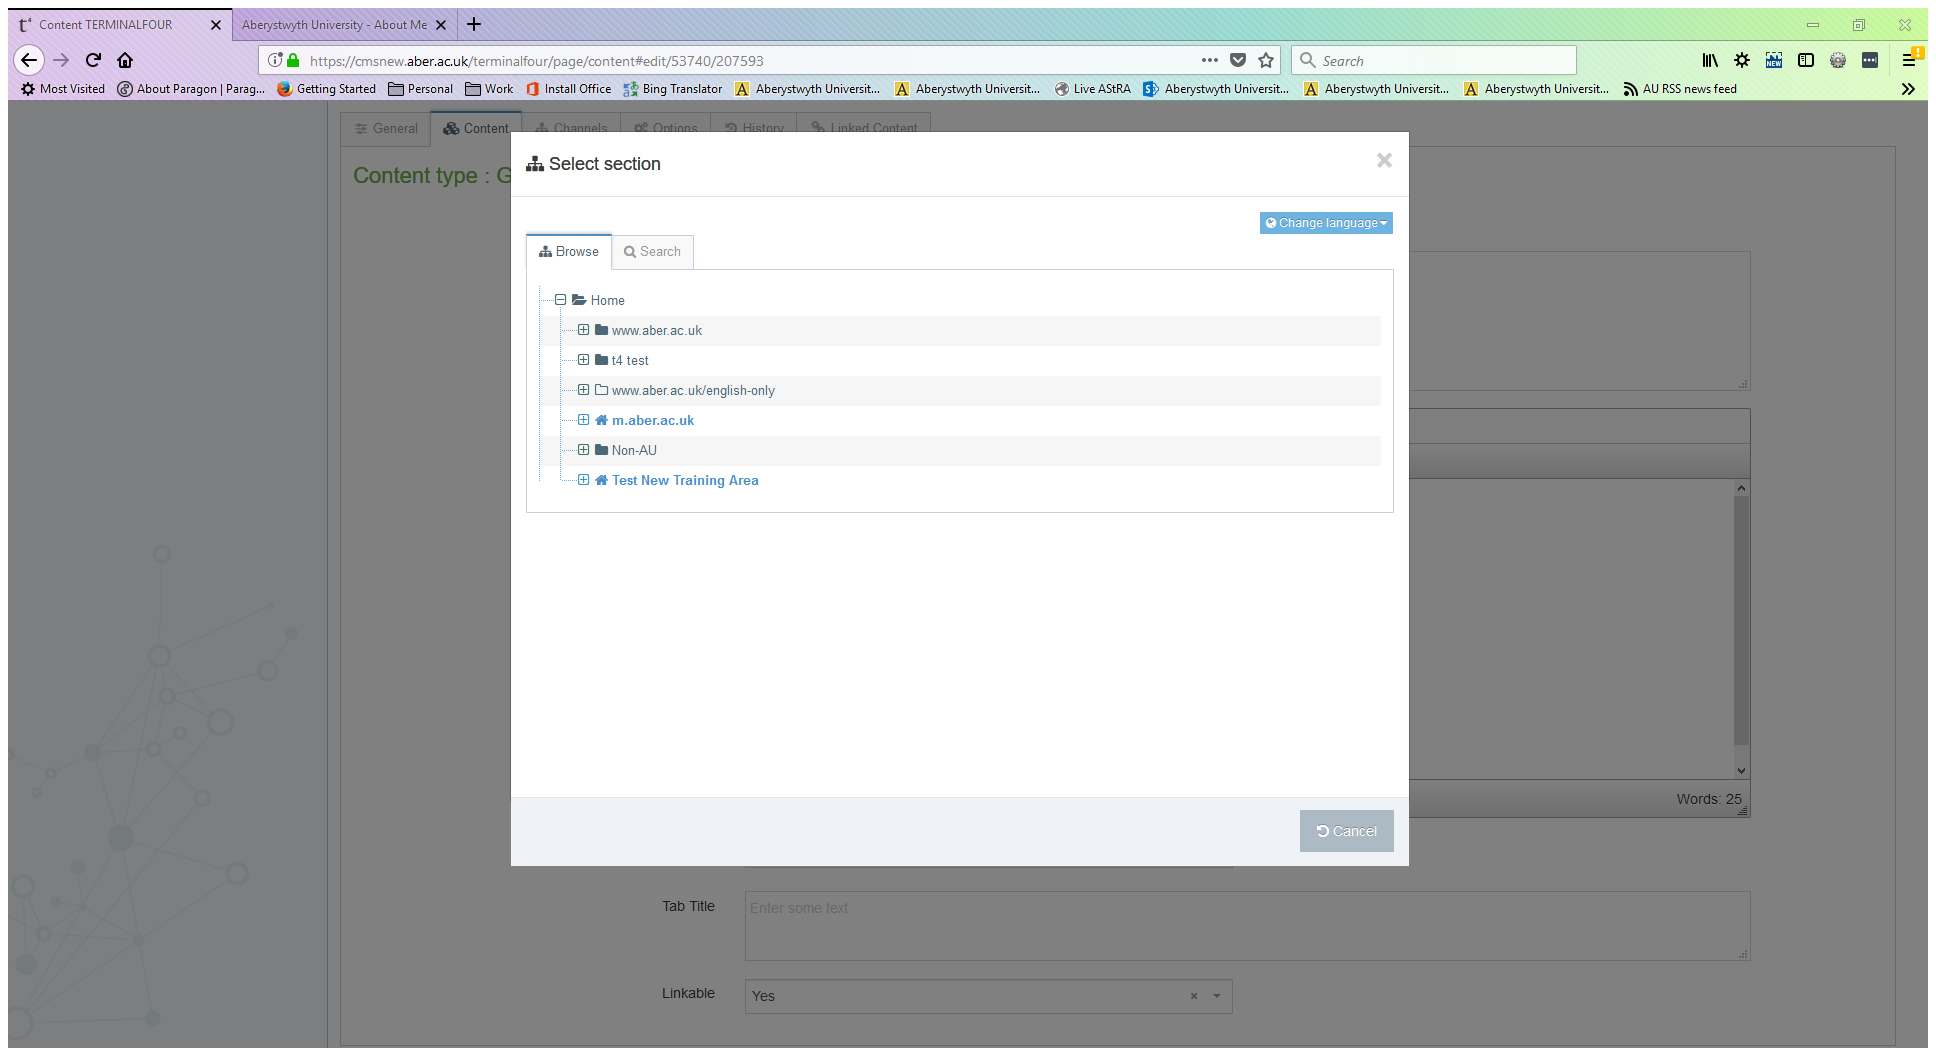 Content TERMINALFOUR
Aberystwyth University - About Me
https://cmsnew.aber.ac.uk/terminalfour/page/content#edit/53740/207593
Search
Most Visited
About Paragon | Parag...
Getting Started
Personal
Work
Install Office
Bing Translator
Aberystwyth Universit...
Aberystwyth Universit...
Live AStRA
Aberystwyth Universit...
Aberystwyth Universit...
Aberystwyth Universit...
AU RSS news feed
General
Content
Channels
Options
History
Linked Content
Content type : G
Select section
Change language
Browse
Search
Home
www.aber.ac.uk
t4 test
www.aber.ac.uk/english-only
m.aber.ac.uk
Non-AU
Test New Training Area
Words: 25
Cancel
Tab Title
Enter some text
Linkable
Yes